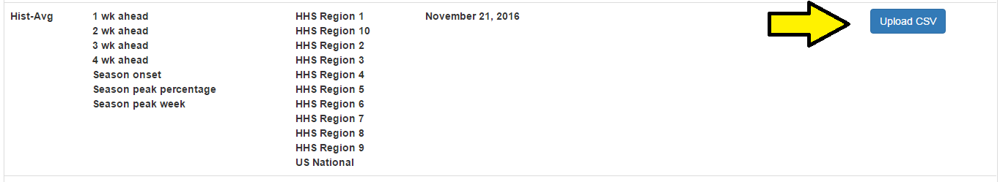 Hist-Avg 1 wk ahead HHS Region 1 November 21, 2016 Upload CSV
2 wk ahead HHS Region 10
3 wk ahead HHS Region 2
4 wk ahead HHS Region 3
Season onset HHS Region 4
Season peak percentage HHS Region 5
Season peak week HHS Region 6
HHS Region 7
HHS Region 8
HHS Region 9
US National